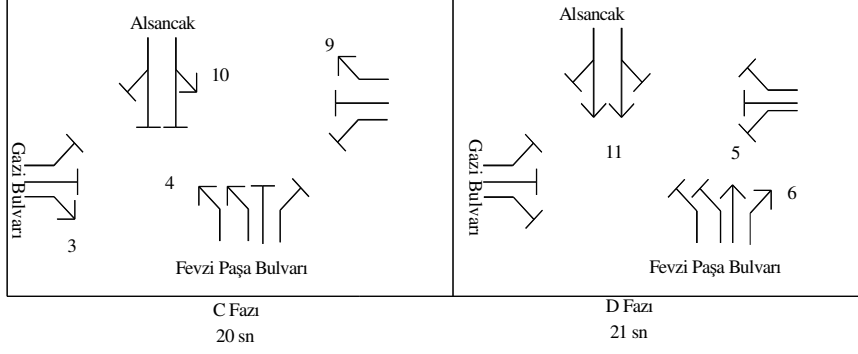 Alsancak
10
9
Gazi Bulvarı
4
3
Fevzi Paşa Bulvarı
C Fazı
20 sn
Alsancak
11
5
Gazi Bulvarı
6
Fevzi Paşa Bulvarı
D Fazı
21 sn